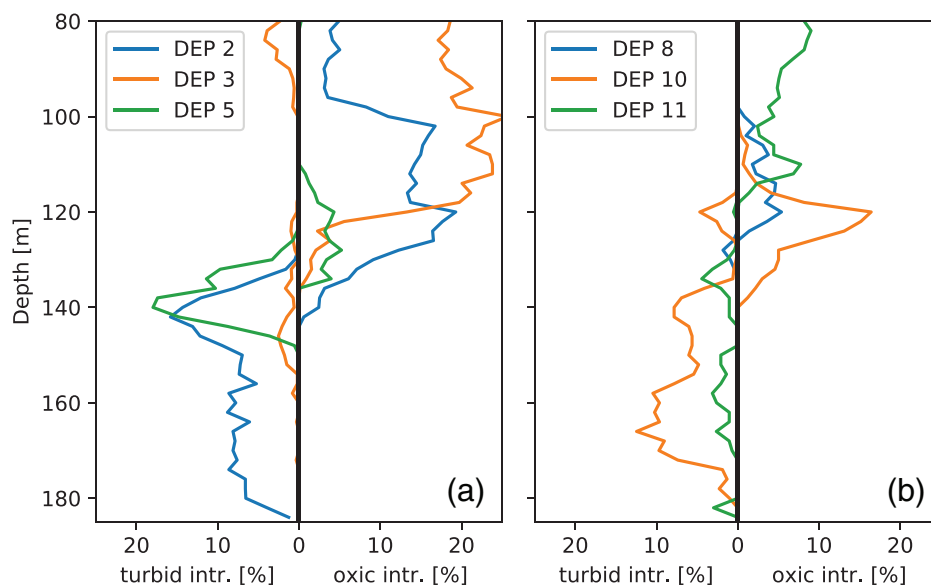 80
100
120
140
160
180
Depth [m]
DEP 2
DEP 3
DEP 5
(a)
20 10 0 10 20
turbid intr. [%] oxic intr. [%]
DEP 8
DEP 10
DEP 11
(b)
20 10 0 10 20
turbid intr. [%] oxic intr. [%]